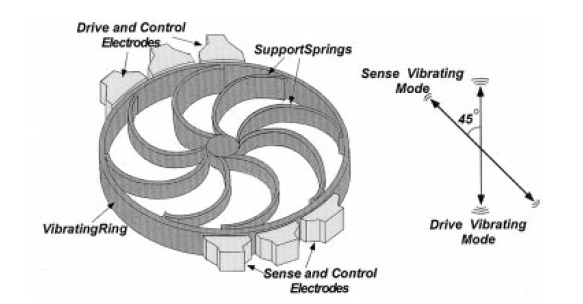 Drive and Control
Electrodes
SupportSprings
Sense Vibrating
Mode
45°
VibratingRing
Drive Vibrating
Mode
Sense and Control
Electrodes